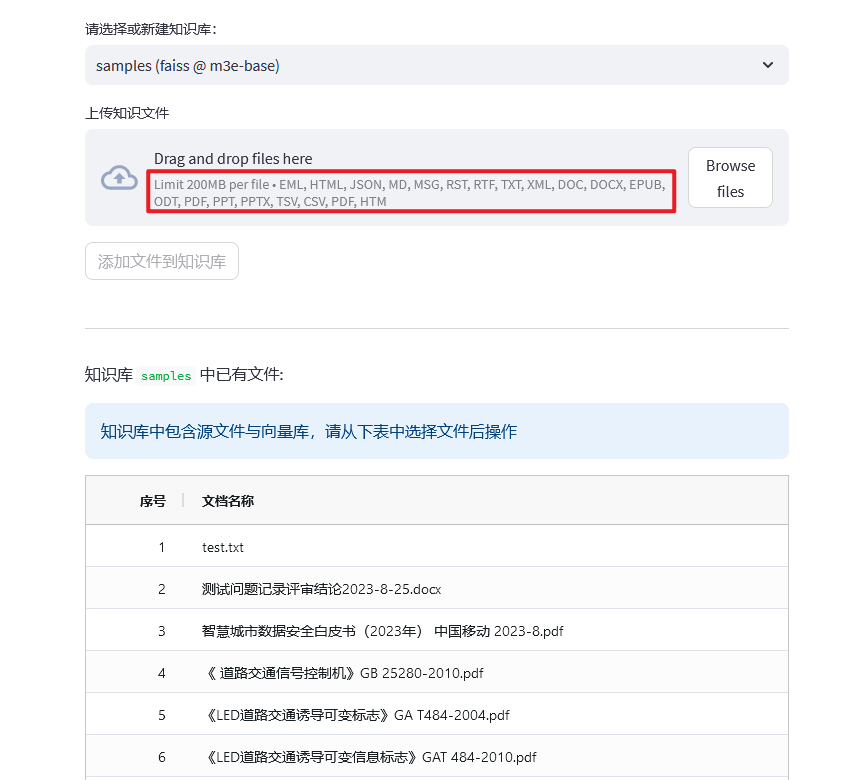 请选择或新建知识库：
samples (faiss @ m3e-base)
上传知识文件
Drag and drop files here
Limit 200MB per file • EML, HTML, JSON, MD, MSG, RST, RTF, TXT, XML, DOC, DOCX, EPUB,
ODT, PDF, PPT, PPTX, TSV, CSV, PDF, HTM
Browse
files
添加文件到知识库
知识库 samples 中已有文件:
知识库中包含源文件与向量库，请从下表中选择文件后操作
序号 文档名称
1 test.txt
2 测试问题记录评审结论2023-8-25.docx
3 智慧城市数据安全白皮书（2023年） 中国移动 2023-8.pdf
4 《 道路交通信号控制机》GB 25280-2010.pdf
5 《LED道路交通诱导可变标志》GA T484-2004.pdf
6 《LED道路交通诱导可变信息标志》GAT 484-2010.pdf